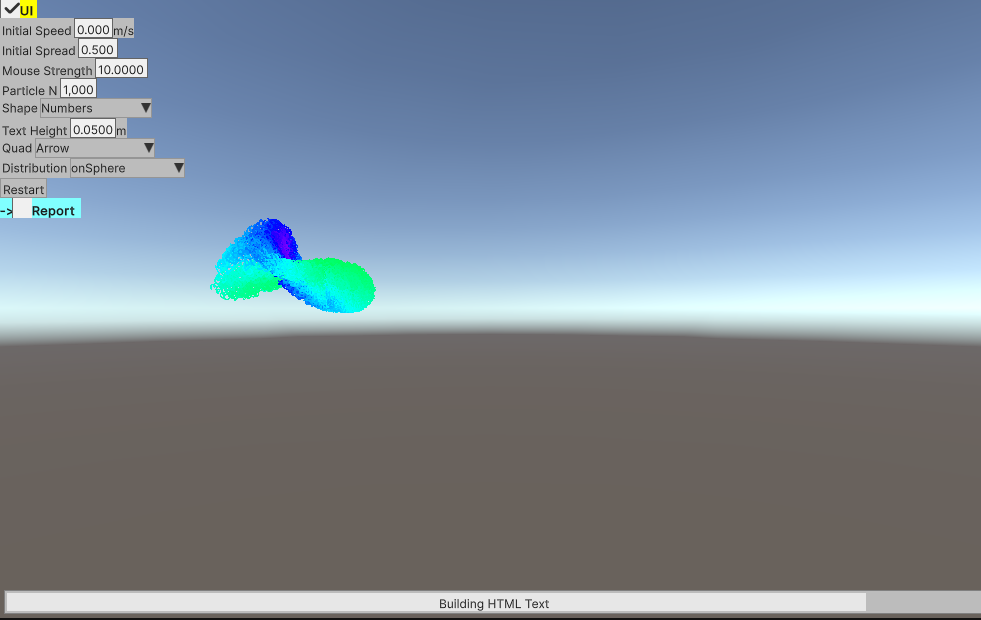 UI
Initial Speed 0.000 m/s
Initial Spread 0.500
Mouse Strength 10.0000
Particle N 1,000
Shape Numbers
Text Height 0.0500 m
Quad Arrow
Distribution onSphere
Restart
-> Report
Building HTML Text